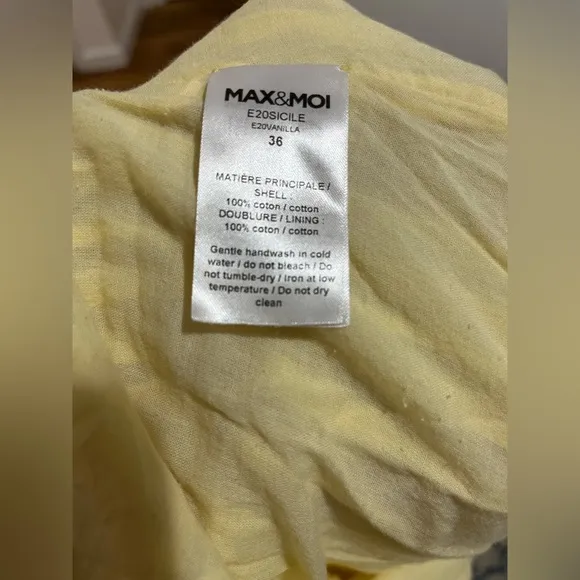 MAX&MOI
E20SICILE
E20VANILLA
36
MATIÈRE PRINCIPALE /
SHELL :
100% coton / cotton
DOUBLURE / LINING :
100% coton / cotton
Gentle handwash in cold
water / do not bleach / Do
not tumble-dry / Iron at low
temperature / Do not dry
clean